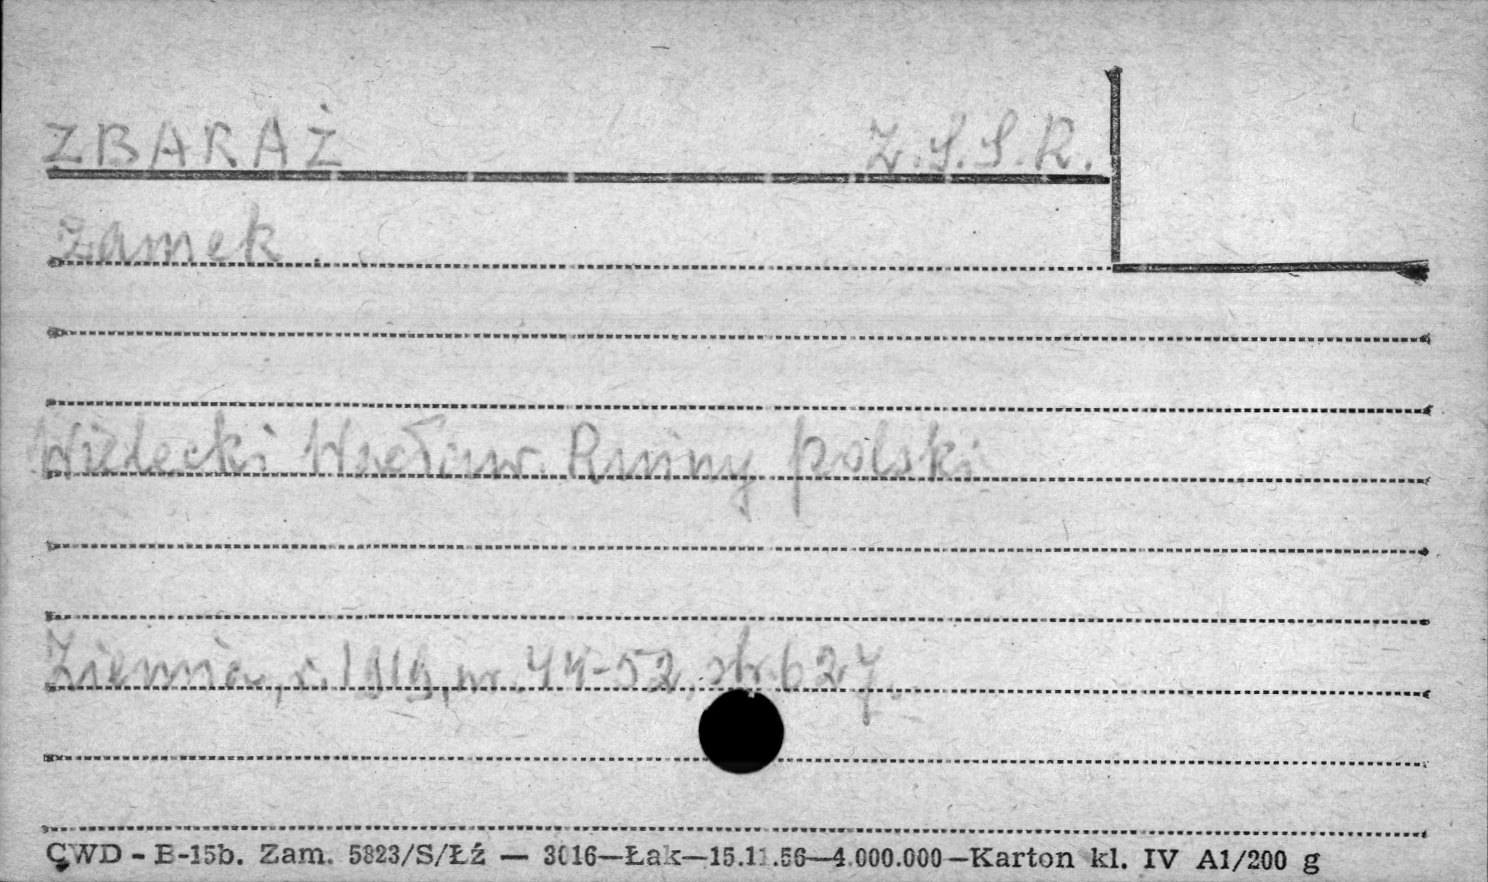 ZBARAŻ Z.S.S.R.
Zamek.
Wizlecki Wacław. Ruiny polski
Ziemia, r. 1919, nr. 44-52, str. 627.
CWD - B-15b. Zam. 5823/S/Łź — 3016—Łak—15.11.56—4.000.000—Karton kl. IV A1/200 g